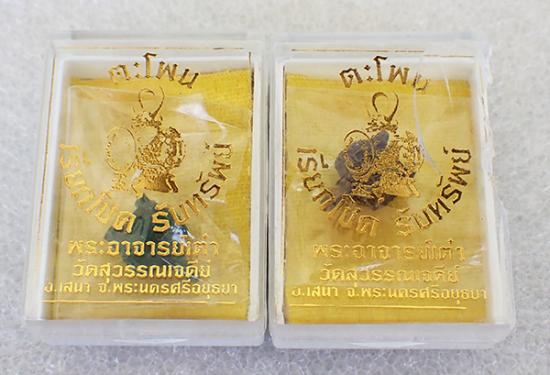 ตะโพน
เรียกโชค รับทรัพย์
พระอาจารย์เต๋า
วัดสุวรรณเจดีย์
อ.เสนา จ.พระนครศรีอยุธยา
ตะโพน
เรียกโชค รับทรัพย์
พระอาจารย์เต๋า
วัดสุวรรณเจดีย์
อ.เสนา จ.พระนครศรีอยุธยา